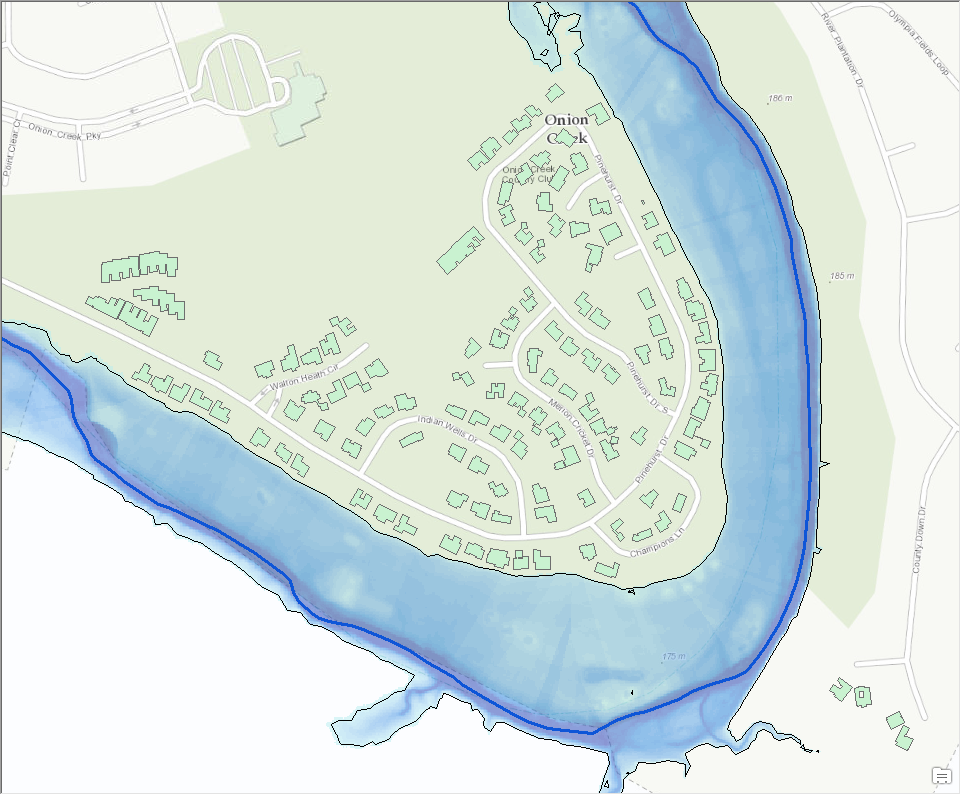 River Plantation Dr
Olympia Fields Loop
186 m
Onion Creek Pky
Point Clear C
Onion
Creek
Onion Creek
Country Club
Pinehurst Dr
185 m
Walton Heath Cir
Pinehurst Dr S
Indian Wells Dr
Merion Cricket Dr
Pinehurst Dr
Champions Ln
County Down Dr
175 m